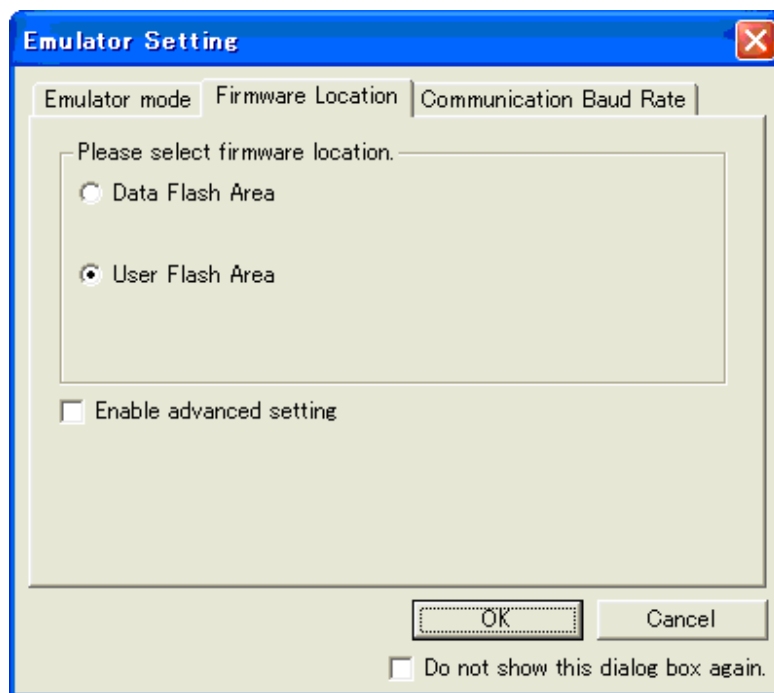 Emulator Setting
Emulator mode Firmware Location Communication Baud Rate
Please select firmware location.
Data Flash Area
User Flash Area
Enable advanced setting
OK Cancel
Do not show this dialog box again.